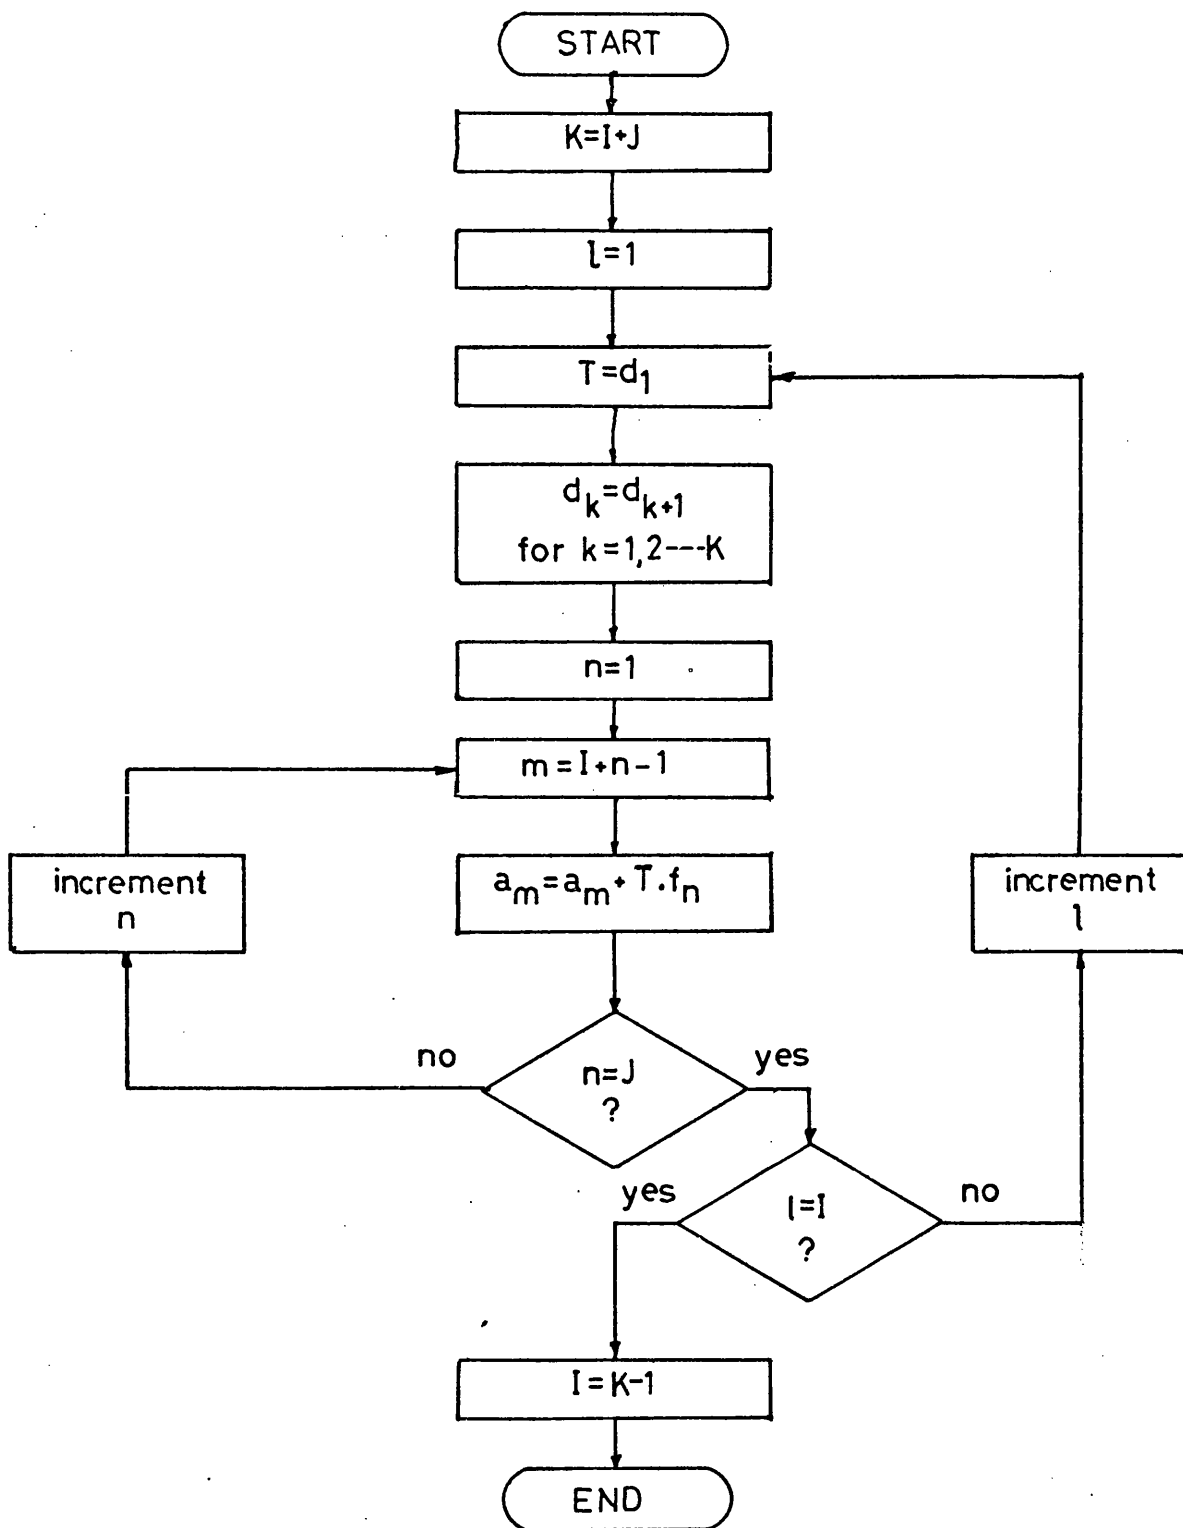 START
K=I+J
l=1
T=d₁
dₖ=dₖ₊₁
for k=1,2---K
n=1
m=I+n-1
aₘ=aₘ+T.fₙ
increment
n
increment
l
n=J
?
no
yes
l=I
?
yes
no
I=K-1
END